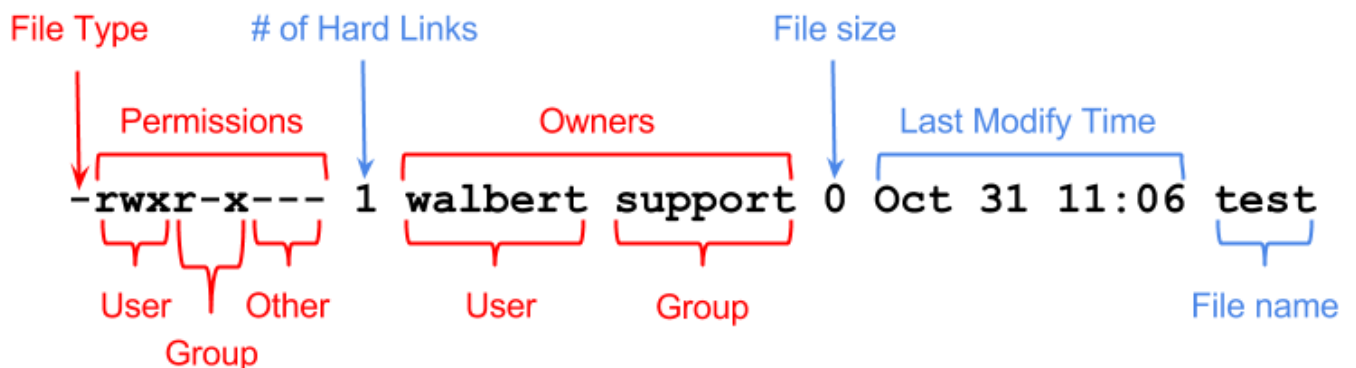 File Type # of Hard Links File size
Permissions Owners Last Modify Time
-rwxr-x--- 1 walbert support 0 Oct 31 11:06 test
User Other User Group File name
Group